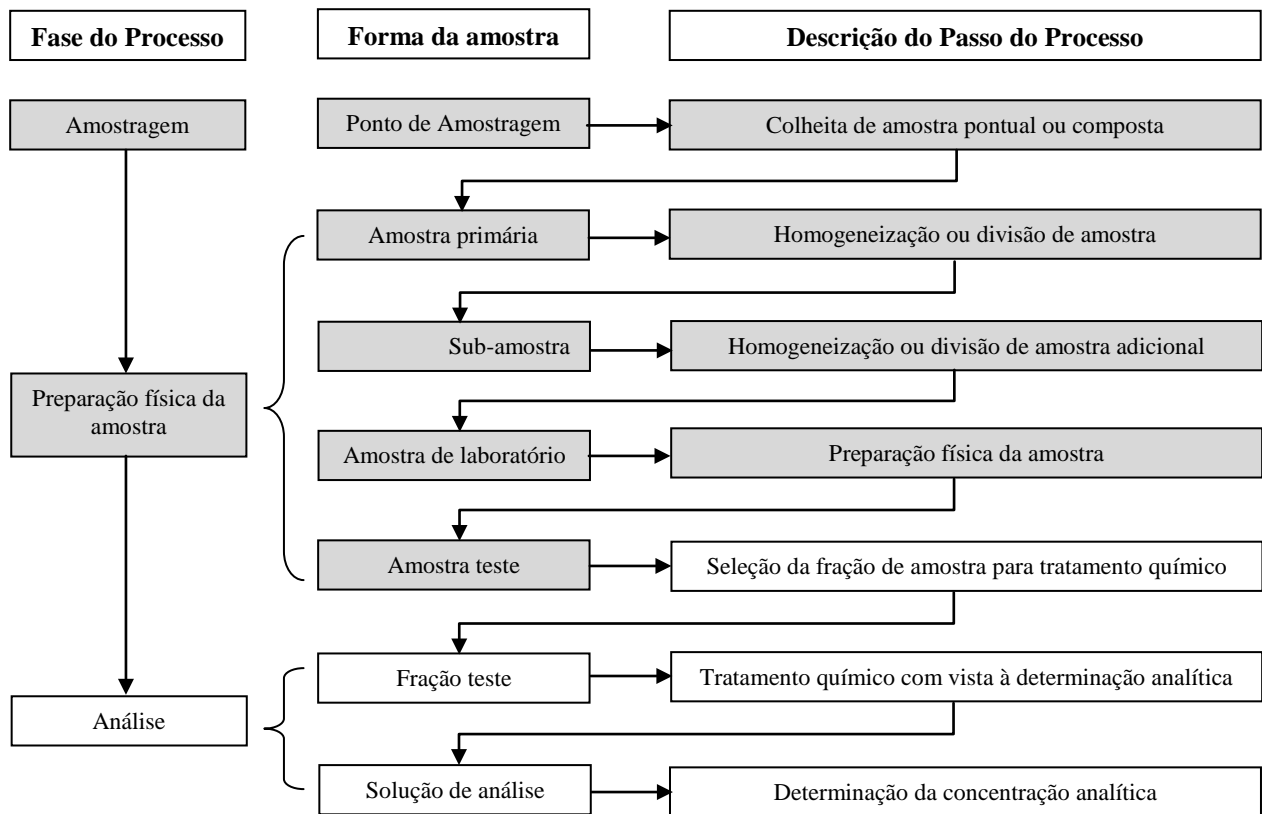 Fase do Processo
Forma da amostra
Descrição do Passo do Processo
Amostragem
Ponto de Amostragem
Colheita de amostra pontual ou composta
Amostra primária
Homogeneização ou divisão de amostra
Sub-amostra
Homogeneização ou divisão de amostra adicional
Preparação física da
amostra
Amostra de laboratório
Preparação física da amostra
Amostra teste
Seleção da fração de amostra para tratamento químico
Fração teste
Tratamento químico com vista à determinação analítica
Análise
Solução de análise
Determinação da concentração analítica